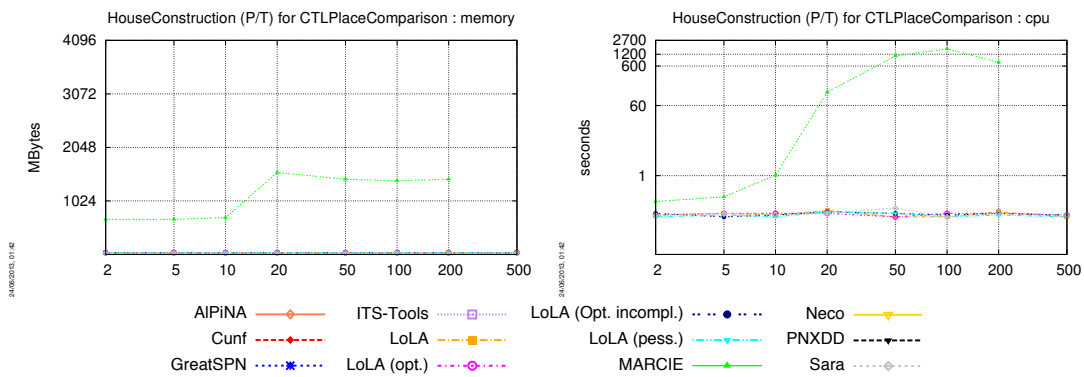 HouseConstruction (P/T) for CTLPlaceComparison : memory
4096
3072
2048
1024
MBytes
2 5 10 20 50 100 200 500
24/06/2013, 01:42
HouseConstruction (P/T) for CTLPlaceComparison : cpu
2700
1200
600
60
1
seconds
2 5 10 20 50 100 200 500
24/06/2013, 01:42
AlPiNA ITS-Tools LoLA (Opt. incompl.) Neco
Cunf LoLA LoLA (pess.) PNXDD
GreatSPN LoLA (opt.) MARCIE Sara